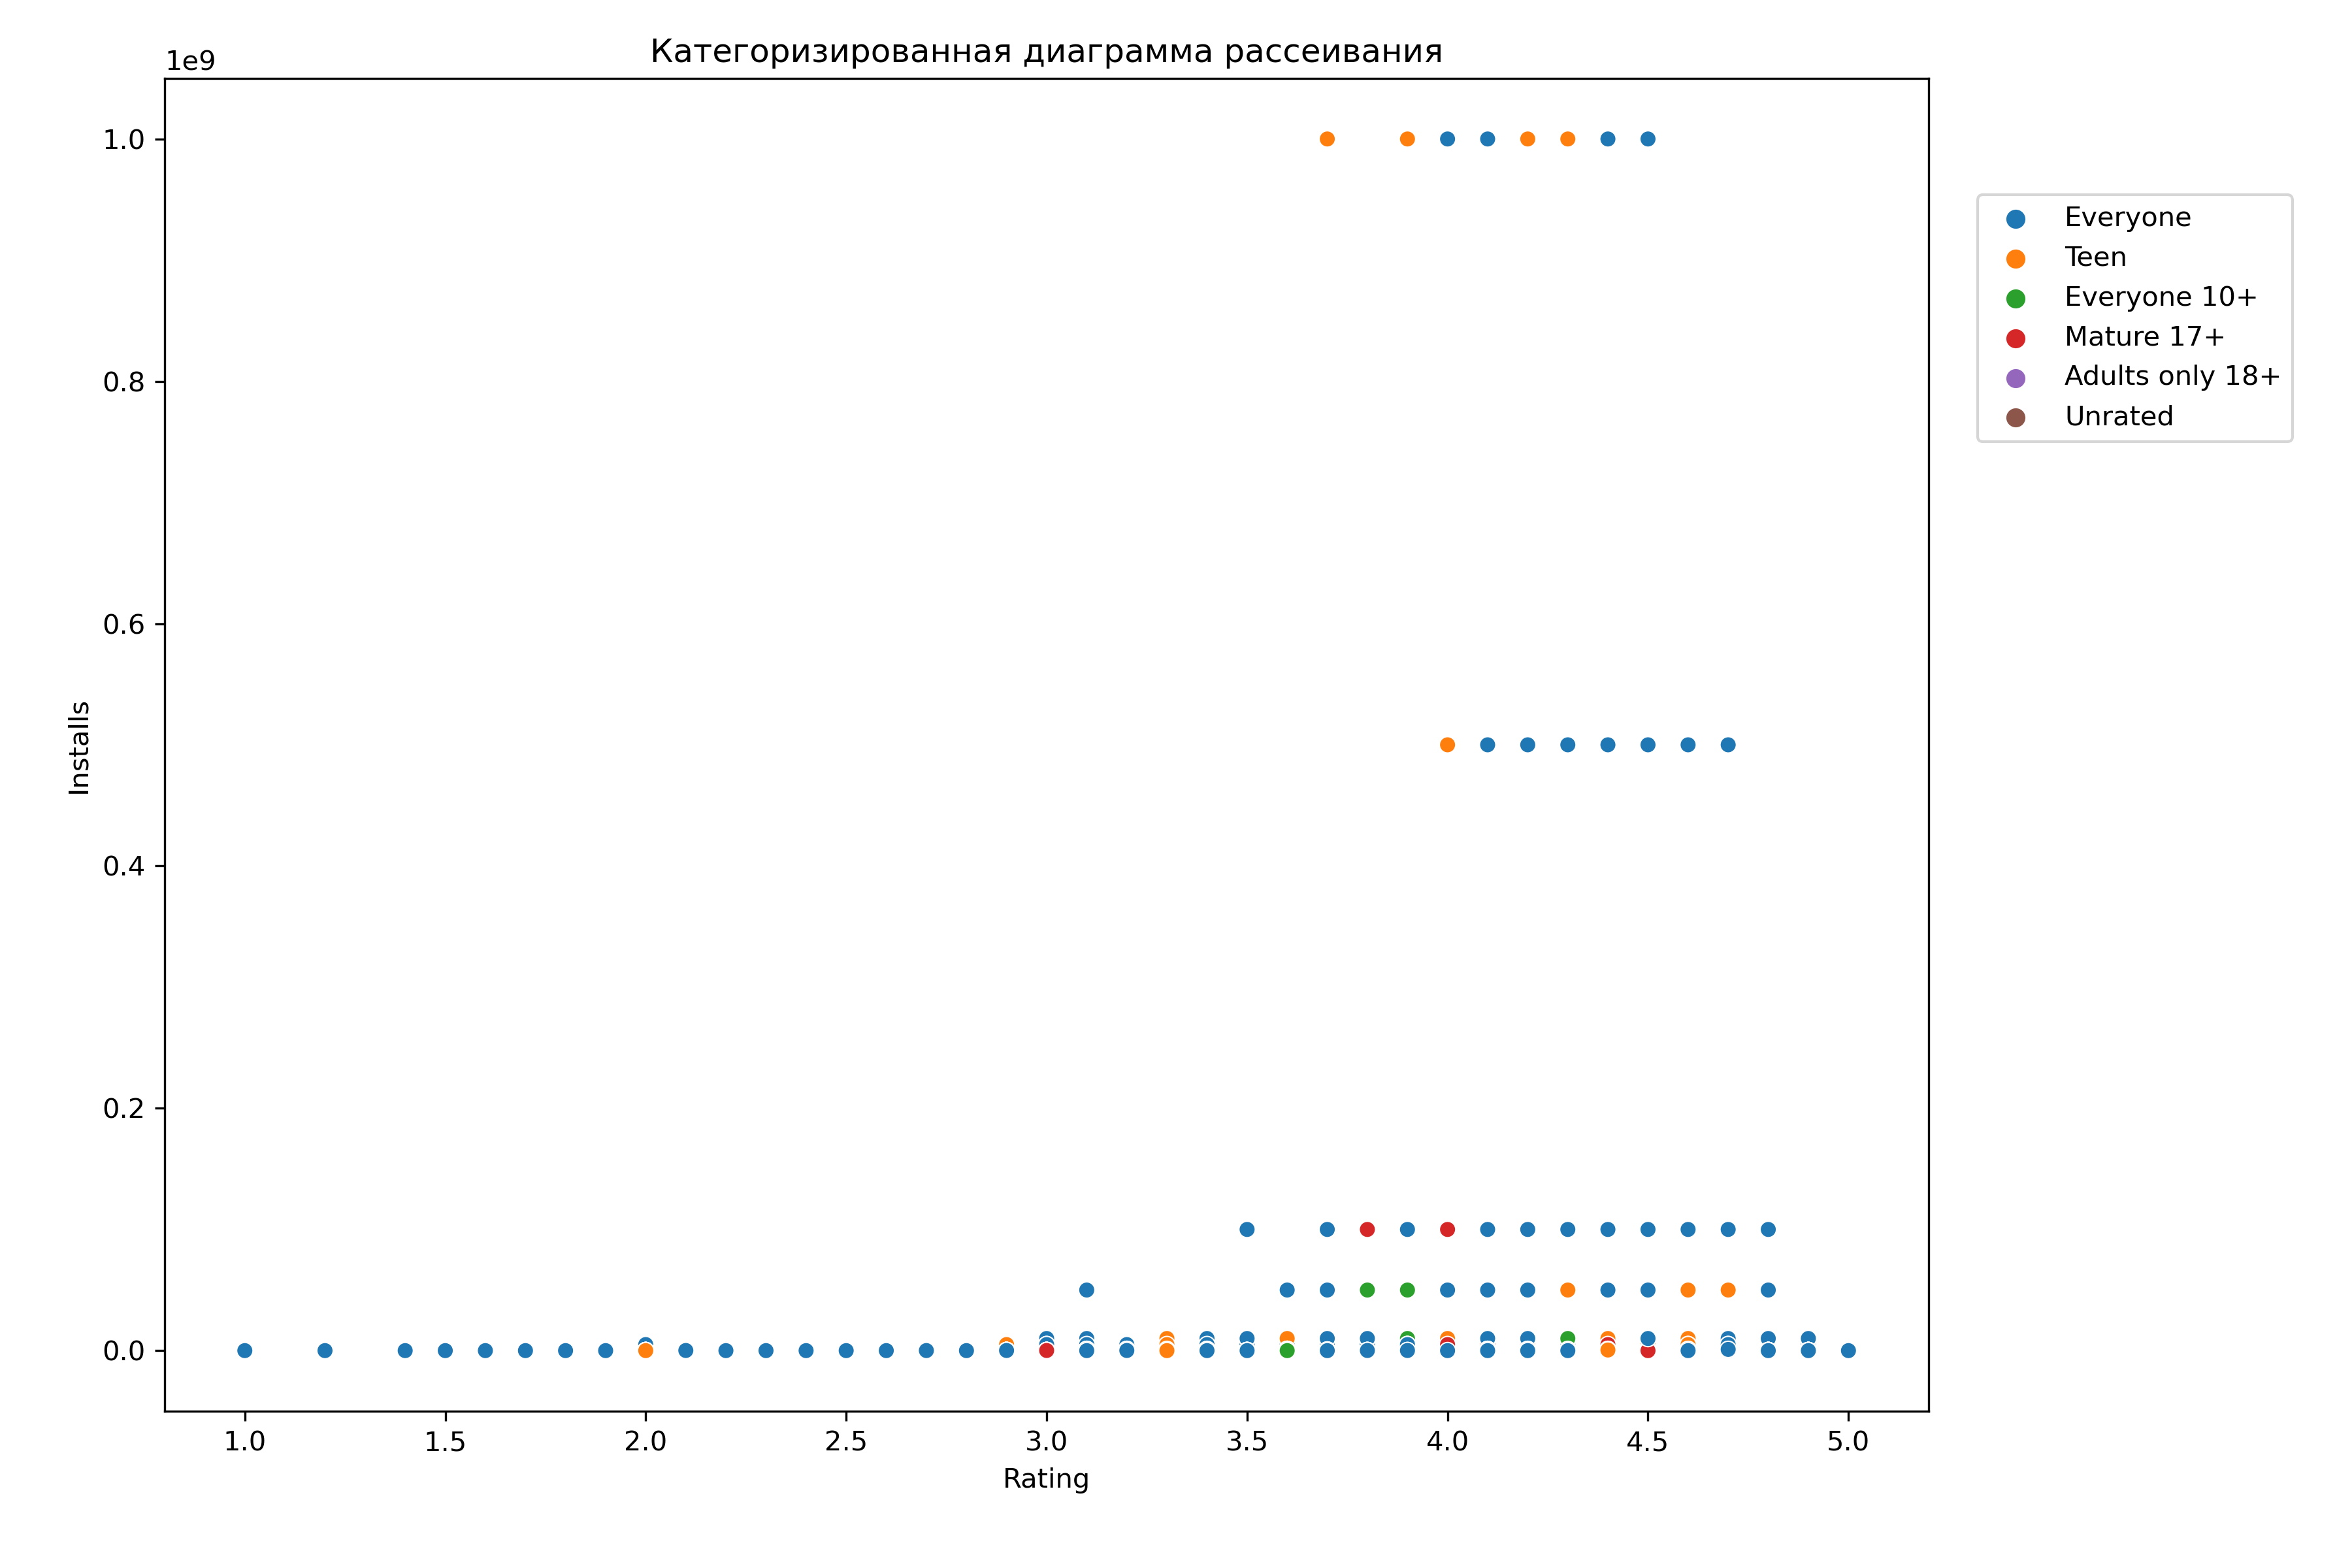 Категоризированная диаграмма рассеивания
1e9
1.0
0.8
0.6
0.4
0.2
0.0
Installs
1.0 1.5 2.0 2.5 3.0 3.5 4.0 4.5 5.0
Rating
Everyone
Teen
Everyone 10+
Mature 17+
Adults only 18+
Unrated